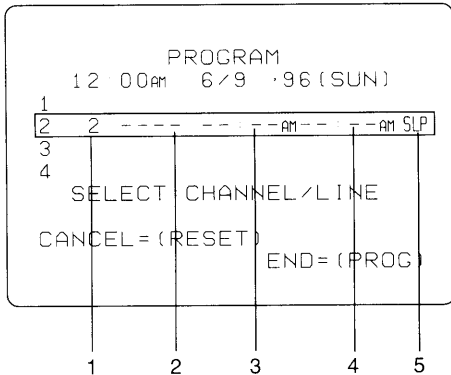 PROGRAM
12 00AM 6/9 '96(SUN)
1
2 2 ---- -- --AM-- --AM SLP
3
4
SELECT CHANNEL/LINE
CANCEL=(RESET)
END=(PROG)
1 2 3 4 5